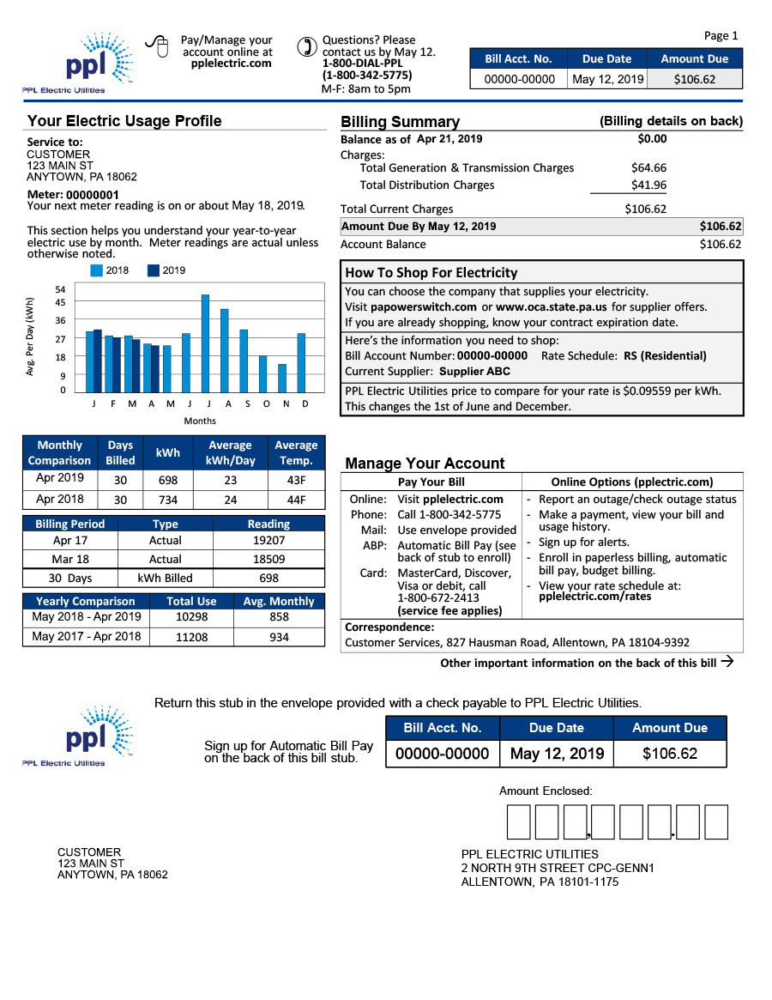 ppl
PPL Electric Utilities
Pay/Manage your
account online at
pplelectric.com
Questions? Please
contact us by May 12.
1-800-DIAL-PPL
(1-800-342-5775)
M-F: 8am to 5pm
Page 1
Bill Acct. No. Due Date Amount Due
00000-00000 May 12, 2019 $106.62
Your Electric Usage Profile
Service to:
CUSTOMER
123 MAIN ST
ANYTOWN, PA 18062
Meter: 00000001
Your next meter reading is on or about May 18, 2019.
This section helps you understand your year-to-year
electric use by month. Meter readings are actual unless
otherwise noted.
2018 2019
Avg. Per Day (kWh)
54
45
36
27
18
9
0
J F M A M J J A S O N D
Months
Monthly Comparison Days Billed kWh Average kWh/Day Average Temp.
Apr 2019 30 698 23 43F
Apr 2018 30 734 24 44F
Billing Period Type Reading
Apr 17 Actual 19207
Mar 18 Actual 18509
30 Days kWh Billed 698
Yearly Comparison Total Use Avg. Monthly
May 2018 - Apr 2019 10298 858
May 2017 - Apr 2018 11208 934
Billing Summary (Billing details on back)
Balance as of Apr 21, 2019 $0.00
Charges:
Total Generation & Transmission Charges $64.66
Total Distribution Charges $41.96
Total Current Charges $106.62
Amount Due By May 12, 2019 $106.62
Account Balance $106.62
How To Shop For Electricity
You can choose the company that supplies your electricity.
Visit papowerswitch.com or www.oca.state.pa.us for supplier offers.
If you are already shopping, know your contract expiration date.
Here's the information you need to shop:
Bill Account Number: 00000-00000 Rate Schedule: RS (Residential)
Current Supplier: Supplier ABC
PPL Electric Utilities price to compare for your rate is $0.09559 per kWh.
This changes the 1st of June and December.
Manage Your Account
Pay Your Bill
Online: Visit pplelectric.com
Phone: Call 1-800-342-5775
Mail: Use envelope provided
ABP: Automatic Bill Pay (see
back of stub to enroll)
Card: MasterCard, Discover,
Visa or debit, call
1-800-672-2413
(service fee applies)
Online Options (pplelectric.com)
- Report an outage/check outage status
- Make a payment, view your bill and
usage history.
- Sign up for alerts.
- Enroll in paperless billing, automatic
bill pay, budget billing.
- View your rate schedule at:
pplelectric.com/rates
Correspondence:
Customer Services, 827 Hausman Road, Allentown, PA 18104-9392
Other important information on the back of this bill →
Return this stub in the envelope provided with a check payable to PPL Electric Utilities.
ppl
PPL Electric Utilities
Sign up for Automatic Bill Pay
on the back of this bill stub.
Bill Acct. No. Due Date Amount Due
00000-00000 May 12, 2019 $106.62
Amount Enclosed:
, .
CUSTOMER
123 MAIN ST
ANYTOWN, PA 18062
PPL ELECTRIC UTILITIES
2 NORTH 9TH STREET CPC-GENN1
ALLENTOWN, PA 18101-1175